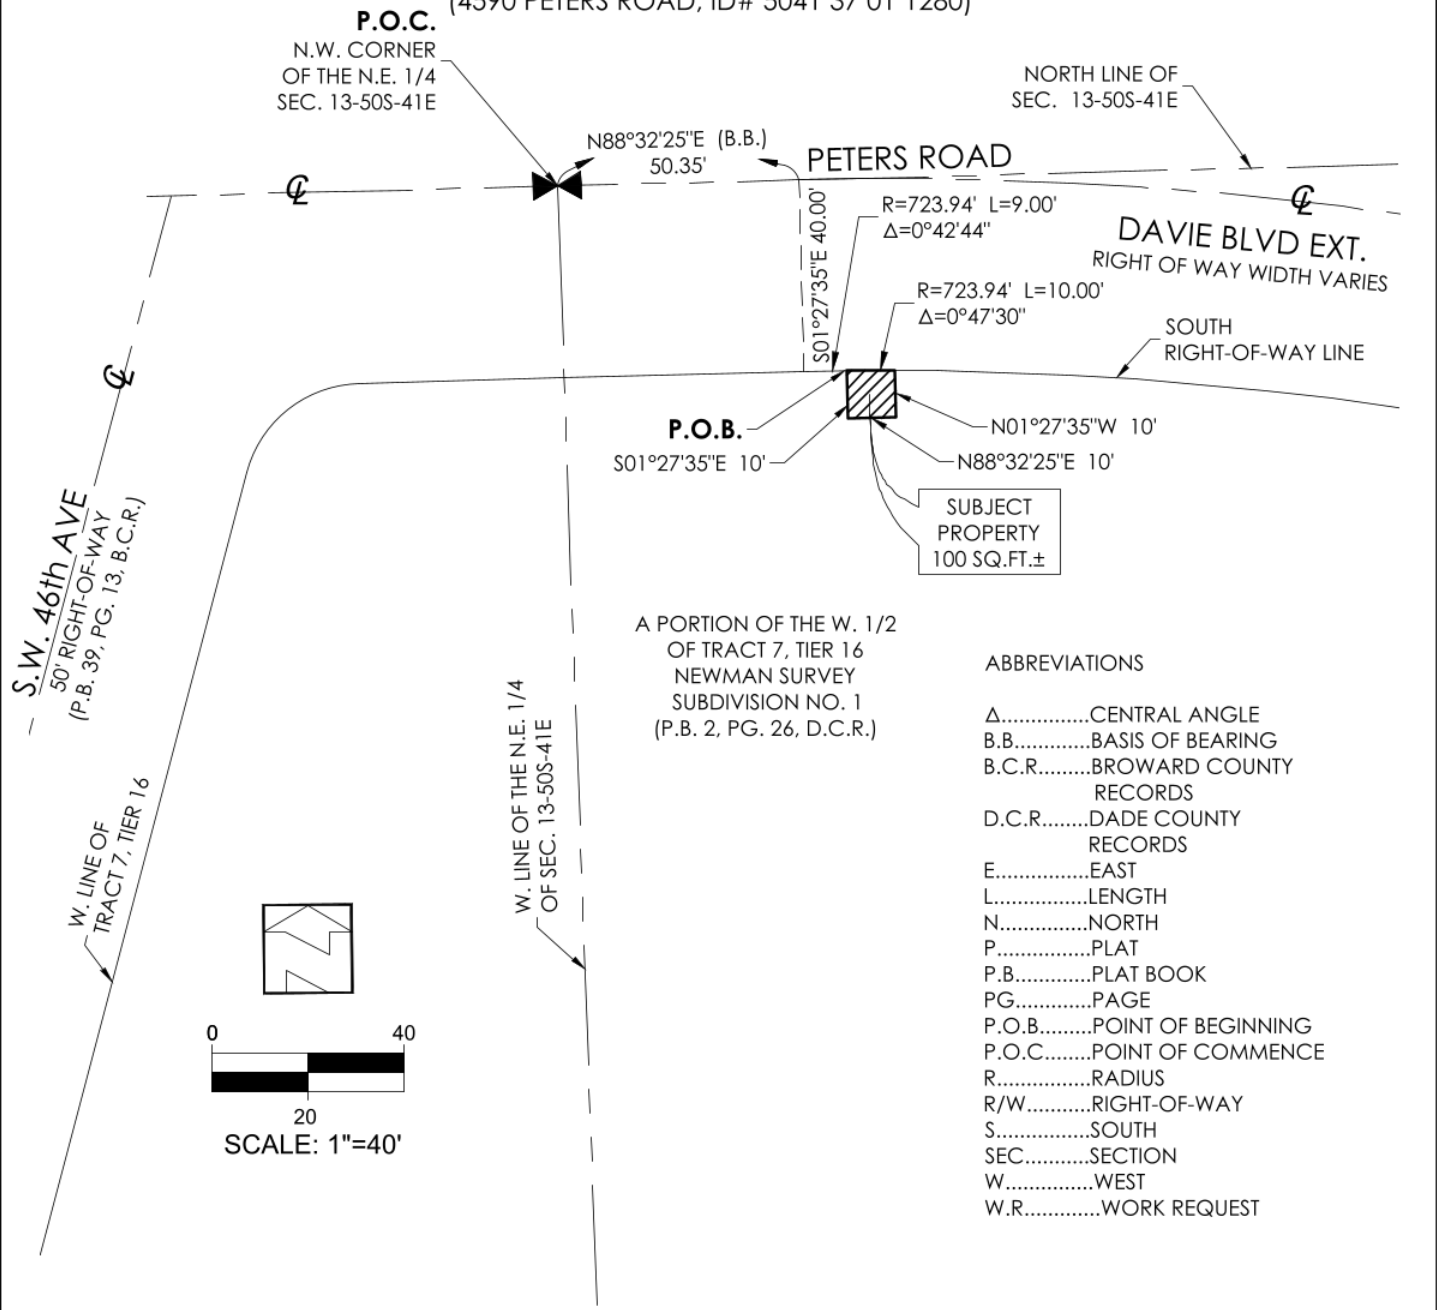 (4590 PETERS ROAD, ID# 5041 37 01 1280)
P.O.C.
N.W. CORNER
OF THE N.E. 1/4
SEC. 13-50S-41E
NORTH LINE OF
SEC. 13-50S-41E
N88°32'25"E (B.B.)
50.35'
PETERS ROAD
℄
℄
S01°27'35"E 40.00'
R=723.94' L=9.00'
Δ=0°42'44"
DAVIE BLVD EXT.
RIGHT OF WAY WIDTH VARIES
R=723.94' L=10.00'
Δ=0°47'30"
SOUTH
RIGHT-OF-WAY LINE
℄
P.O.B.
S01°27'35"E 10'
N01°27'35"W 10'
N88°32'25"E 10'
SUBJECT
PROPERTY
100 SQ.FT.±
S.W. 46th AVE
50' RIGHT-OF-WAY
(P.B. 39, PG. 13, B.C.R.)
A PORTION OF THE W. 1/2
OF TRACT 7, TIER 16
NEWMAN SURVEY
SUBDIVISION NO. 1
(P.B. 2, PG. 26, D.C.R.)
W. LINE OF THE N.E. 1/4
OF SEC. 13-50S-41E
W. LINE OF
TRACT 7, TIER 16
N
0 40
20
SCALE: 1"=40'
ABBREVIATIONS
Δ...............CENTRAL ANGLE
B.B.............BASIS OF BEARING
B.C.R.........BROWARD COUNTY
RECORDS
D.C.R........DADE COUNTY
RECORDS
E................EAST
L................LENGTH
N...............NORTH
P................PLAT
P.B.............PLAT BOOK
PG.............PAGE
P.O.B.........POINT OF BEGINNING
P.O.C........POINT OF COMMENCE
R................RADIUS
R/W...........RIGHT-OF-WAY
S................SOUTH
SEC...........SECTION
W...............WEST
W.R.............WORK REQUEST